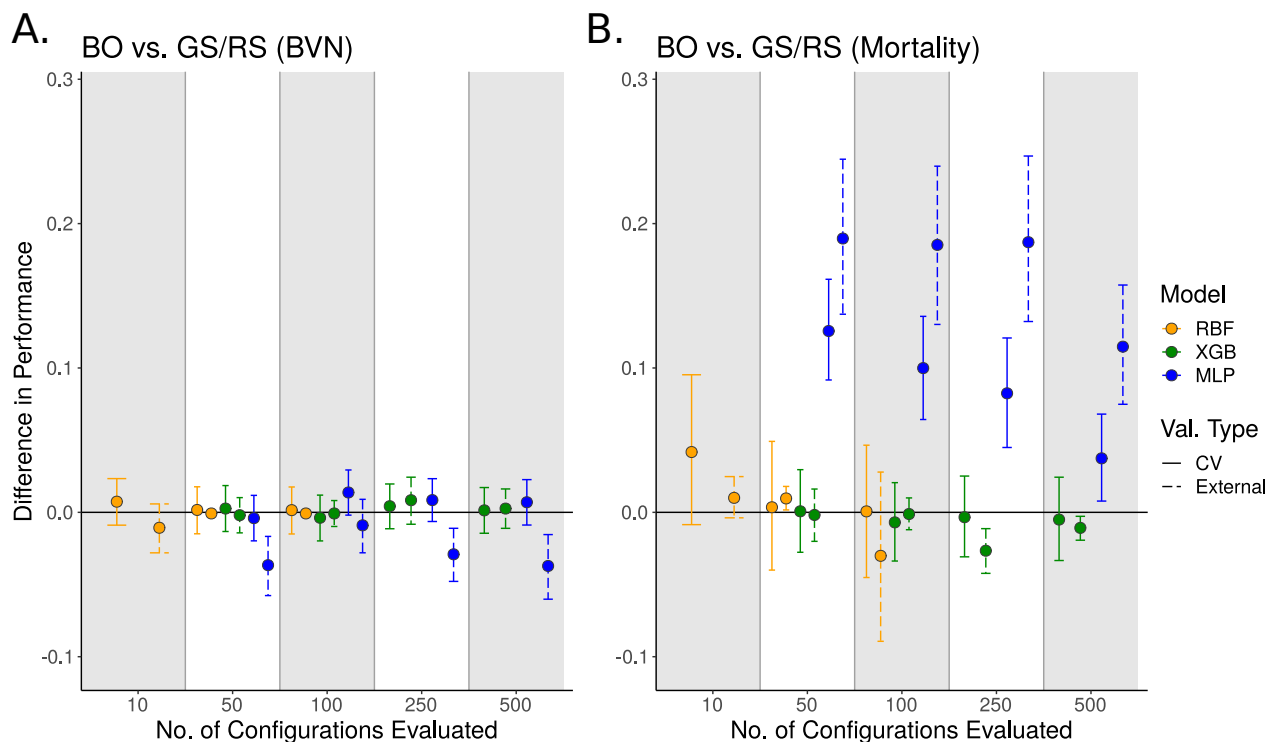 A.
BO vs. GS/RS (BVN)
B.
BO vs. GS/RS (Mortality)
Difference in Performance
0.3
0.2
0.1
0.0
-0.1
10 50 100 250 500
No. of Configurations Evaluated
0.3
0.2
0.1
0.0
-0.1
10 50 100 250 500
No. of Configurations Evaluated
Model
RBF
XGB
MLP
Val. Type
CV
External